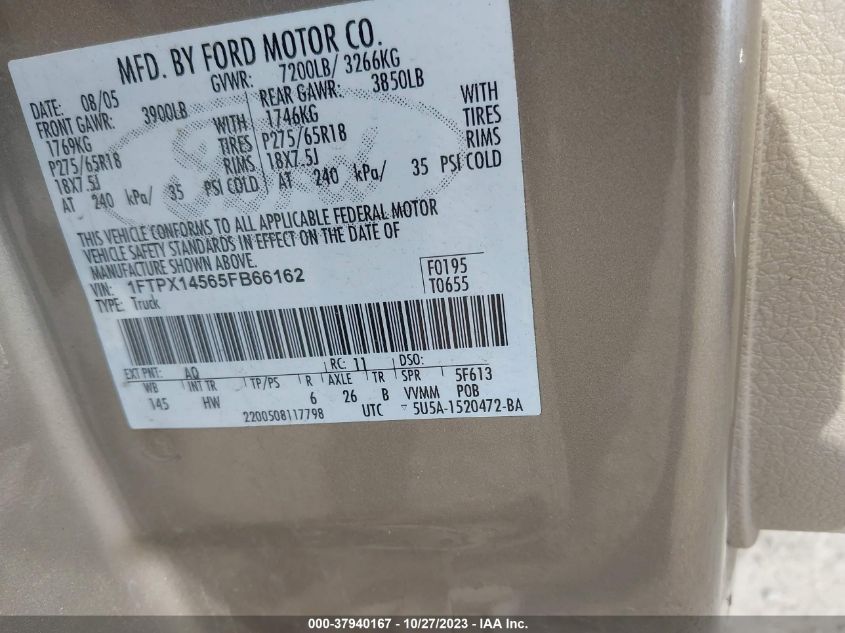 MFD. BY FORD MOTOR CO.
DATE: 08/05 GVWR: 7200LB/ 3266KG
FRONT GAWR: 3900LB REAR GAWR: 3850LB
1769KG WITH 1746KG WITH
P275/65R18 TIRES P275/65R18 TIRES
18X7.5J RIMS 18X7.5J RIMS
AT 240 kPa/ 35 PSI COLD AT 240 kPa/ 35 PSI COLD
THIS VEHICLE CONFORMS TO ALL APPLICABLE FEDERAL MOTOR
VEHICLE SAFETY STANDARDS IN EFFECT ON THE DATE OF
MANUFACTURE SHOWN ABOVE.
VIN: 1FTPX14565FB66162 F0195
TYPE: Truck T0655
EXT PNT: AQ RC: 11 DSO:
WB INT TR TP/PS R AXLE TR SPR 5F613
145 HW 6 26 B VVMM POB
2200508117798 UTC 5U5A-1520472-BA
Ford
000-37940167 • 10/27/2023 - IAA Inc.